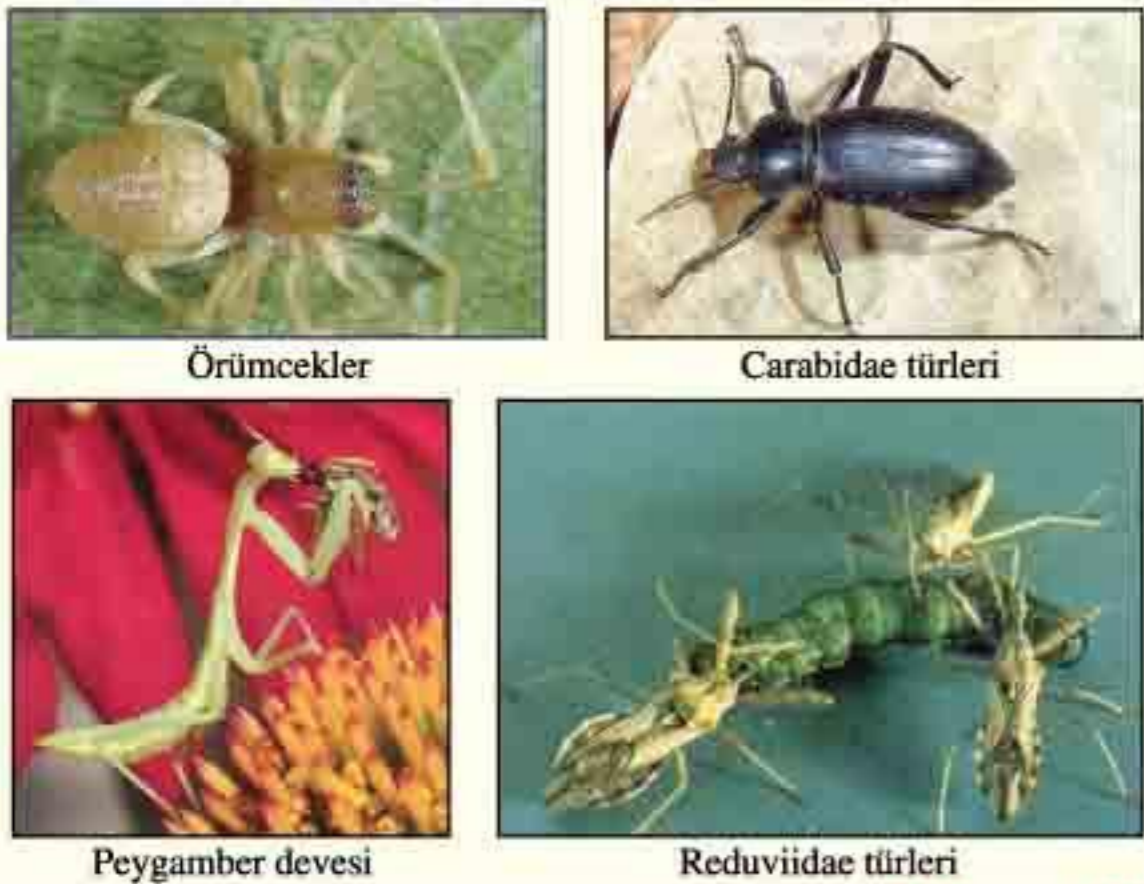 Örümcekler
Carabidae türleri
Peygamber devesi
Reduviidae türleri